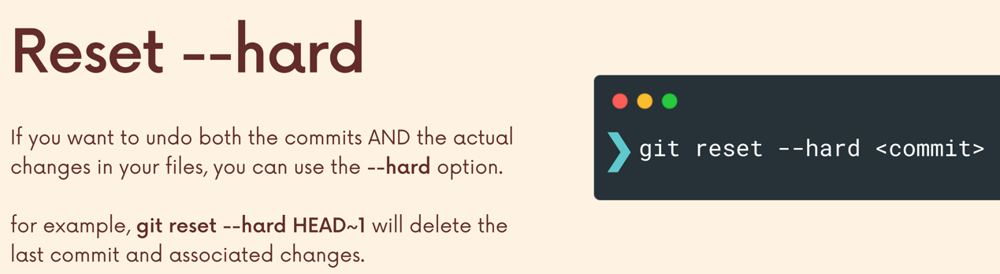 Reset --hard
If you want to undo both the commits AND the actual
changes in your files, you can use the --hard option.
for example, git reset --hard HEAD~1 will delete the
last commit and associated changes.
❯ git reset --hard <commit>